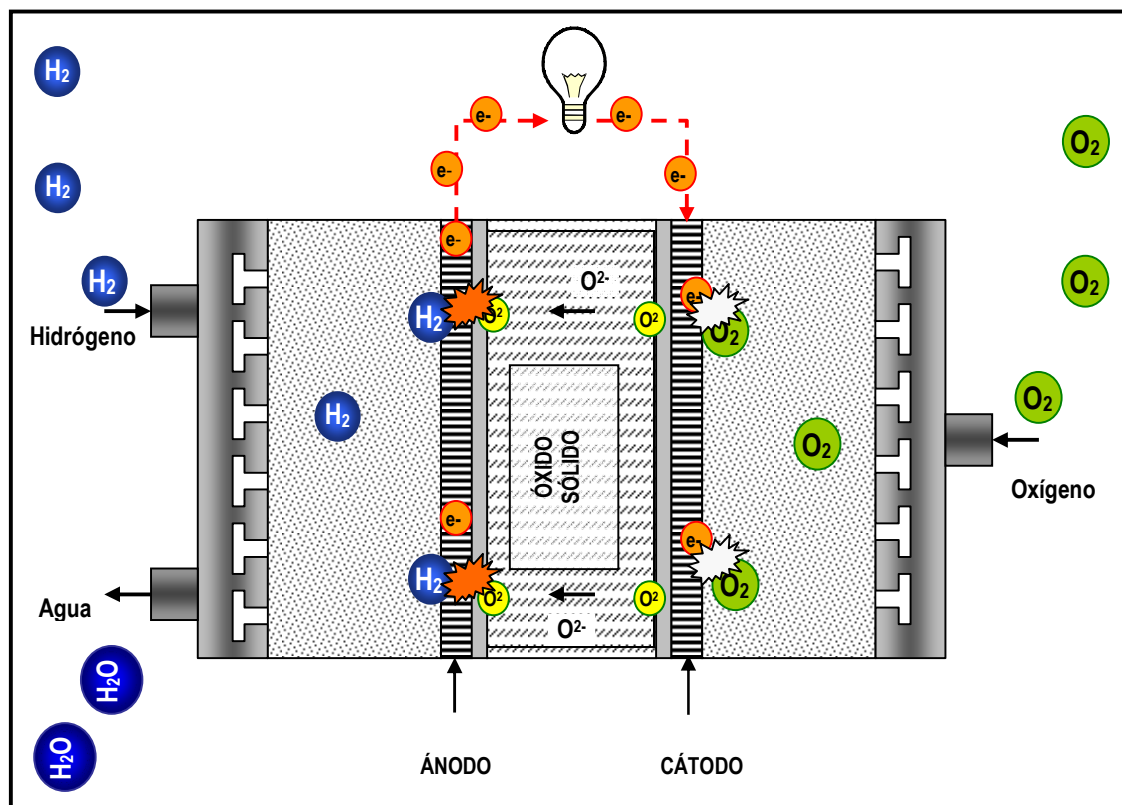 H₂
e-
e-
O₂
e-
e-
H₂
e-
H₂
O²⁻
O₂
Hidrógeno
H₂
O²
O²
e-
O₂
H₂
O₂
O₂
ÓXIDO
SÓLIDO
Oxígeno
e-
e-
H₂
O²
O²
O₂
Agua
O²⁻
H₂O
H₂O
ÁNODO
CÁTODO